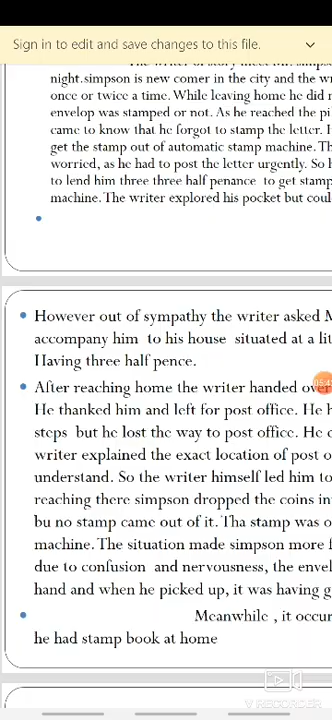 Sign in to edit and save changes to this file.
night.simpson is new comer in the city and the
once or twice a time. While leaving home he did
envelop was stamped or not. As he reached the
came to know that he forgot to stamp the letter.
get the stamp out of automatic stamp machine.
worried, as he had to post the letter urgently. So
to lend him three three half penance to get
machine. The writer explored his pocket but
However out of sympathy the writer asked
accompany him to his house situated at a
Having three half pence.
After reaching home the writer handed
He thanked him and left for post office. He
steps but he lost the way to post office. He
writer explained the exact location of post
understand. So the writer himself led him to
reaching there simpson dropped the coins
bu no stamp came out of it. Tha stamp was
machine. The situation made simpson more
due to confusion and nervousness, the
hand and when he picked up, it was having
Meanwhile , it
he had stamp book at home
RECORDER